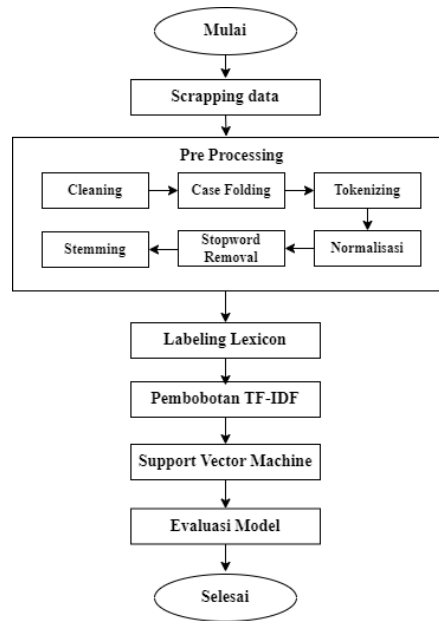 Mulai
Scrapping data
Pre Processing
Cleaning
Case Folding
Tokenizing
Normalisasi
Stopword
Removal
Stemming
Labeling Lexicon
Pembobotan TF-IDF
Support Vector Machine
Evaluasi Model
Selesai